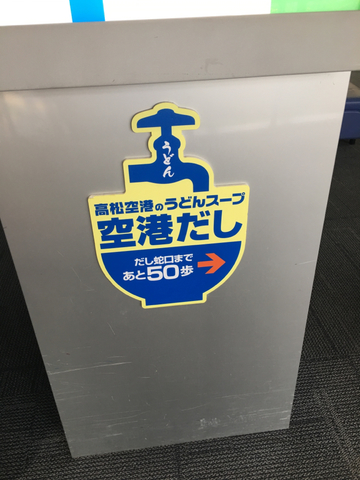 うどん
高松空港のうどんスープ
空港だし
だし蛇口まで
あと50歩